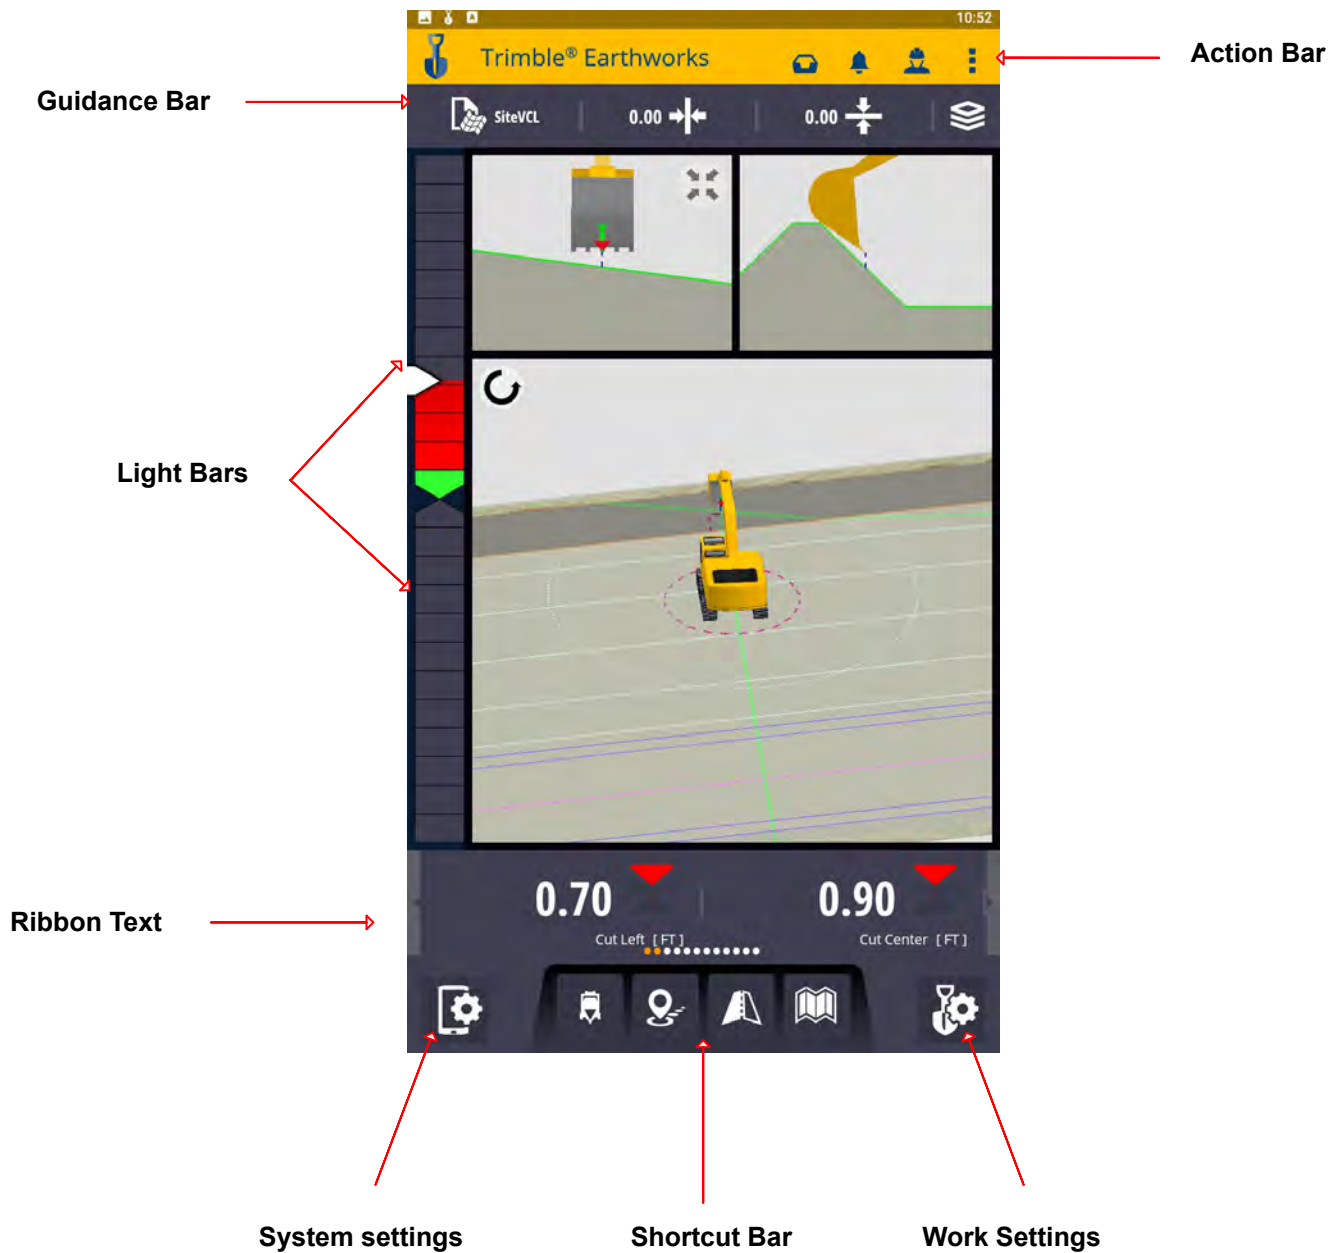 10:52
Trimble® Earthworks
Action Bar
Guidance Bar
SiteVCL
0.00
0.00
Light Bars
0.70
0.90
Ribbon Text
Cut Left [FT]
Cut Center [FT]
System settings
Shortcut Bar
Work Settings